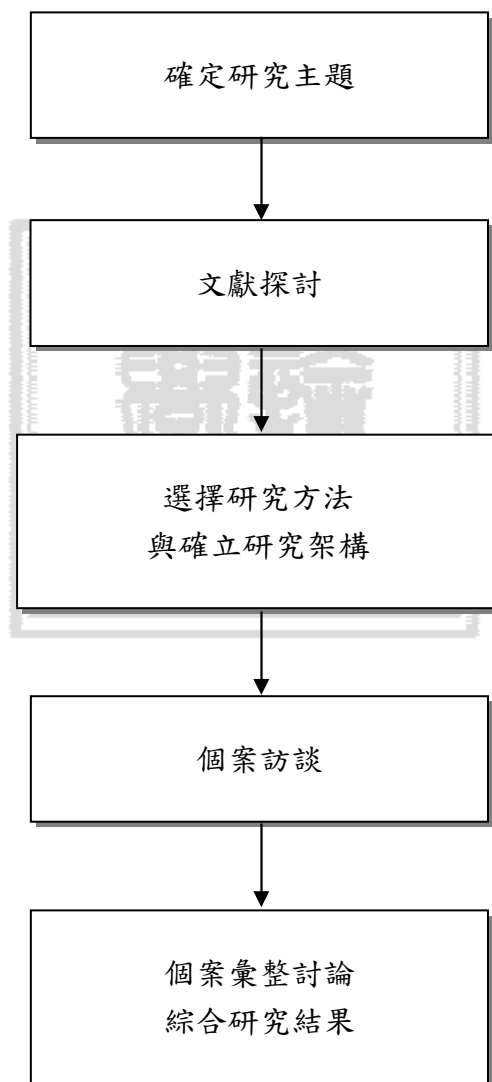 確定研究主題
文獻探討
選擇研究方法
與確立研究架構
個案訪談
個案彙整討論
綜合研究結果